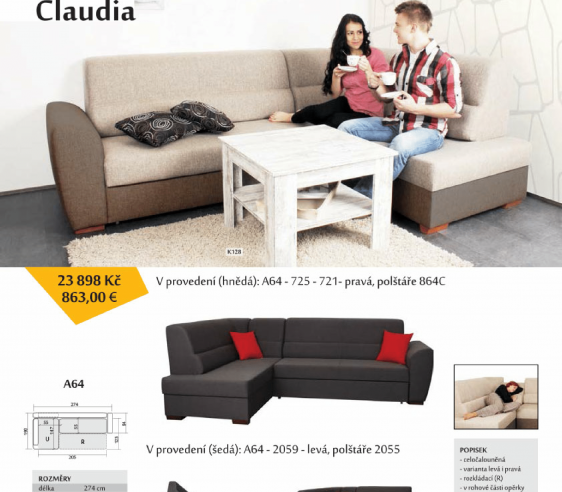 Claudia
K128
23 898 Kč
863,00 €
V provedení (hnědá): A64 - 725 - 721- pravá, polštáře 864C
A64
274
U R
205
V provedení (šedá): A64 - 2059 - levá, polštáře 2055
POPISEK
- celočalouněná
- varianta levá i pravá
- rozkládací (R)
- v rohové části opěrky
ROZMĚRY
délka 274 cm